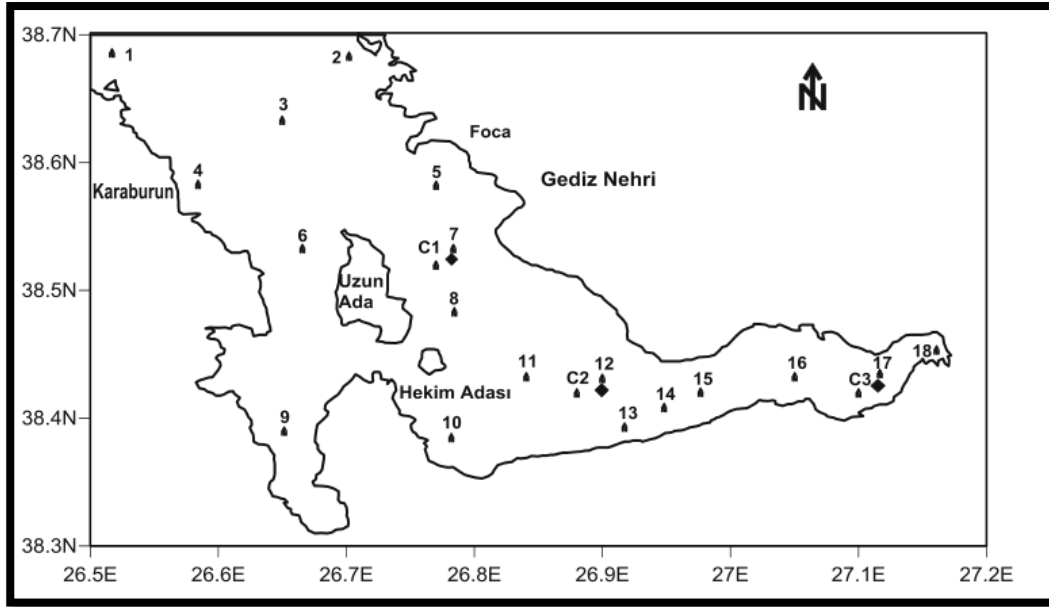 38.7N
1
2
3
Foca
38.6N
4
5
Karaburun
Gediz Nehri
6
C1
7
38.5N
Uzun
Ada
8
11
C2
12
14
15
16
C3
17
18
Hekim Adası
38.4N
9
10
13
38.3N
26.5E
26.6E
26.7E
26.8E
26.9E
27E
27.1E
27.2E
N